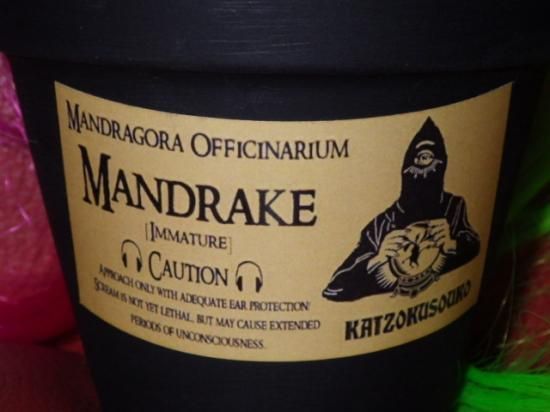 MANDRAGORA OFFICINARIUM
MANDRAKE
[IMMATURE]
CAUTION
APPROACH ONLY WITH ADEQUATE EAR PROTECTION!
SCREAM IS NOT YET LETHAL, BUT MAY CAUSE EXTENDED
PERIODS OF UNCONSCIOUSNESS.
KATZOKUSOUKO